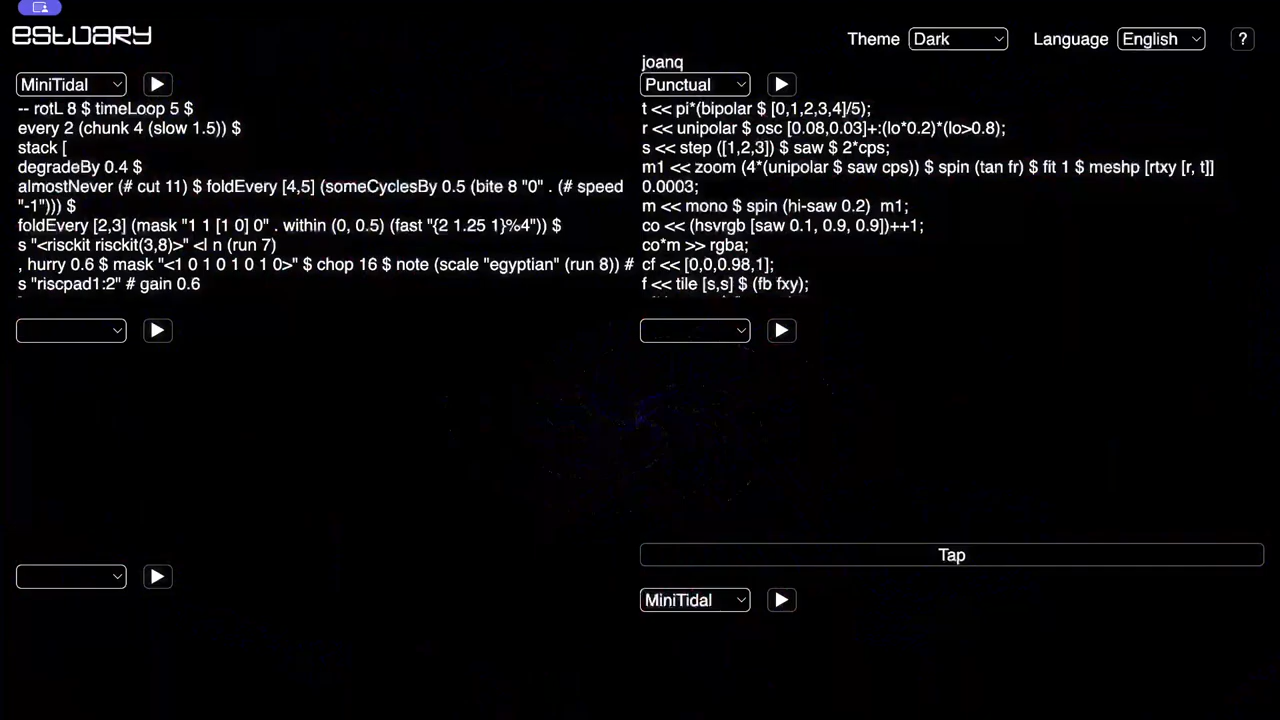 estuary
Theme Dark Language English ?
MiniTidal
-- rotL 8 $ timeLoop 5 $
every 2 (chunk 4 (slow 1.5)) $
stack [
degradeBy 0.4 $
almostNever (# cut 11) $ foldEvery [4,5] (someCyclesBy 0.5 (bite 8 "0" . (# speed
"-1"))) $
foldEvery [2,3] (mask "1 1 [1 0] 0" . within (0, 0.5) (fast "{2 1.25 1}%4")) $
s "<risckit risckit(3,8)>" <| n (run 7)
, hurry 0.6 $ mask "<1 0 1 0 1 0 1 0>" $ chop 16 $ note (scale "egyptian" (run 8)) #
s "riscpad1:2" # gain 0.6
joanq
Punctual
t << pi*(bipolar $ [0,1,2,3,4]/5);
r << unipolar $ osc [0.08,0.03]+:(lo*0.2)*(lo>0.8);
s << step ([1,2,3]) $ saw $ 2*cps;
m1 << zoom (4*(unipolar $ saw cps)) $ spin (tan fr) $ fit 1 $ meshp [rtxy [r, t]]
0.0003;
m << mono $ spin (hi-saw 0.2)  m1;
co << (hsvrgb [saw 0.1, 0.9, 0.9])++1;
co*m >> rgba;
cf << [0,0,0.98,1];
f << tile [s,s] $ (fb fxy);
Tap
MiniTidal